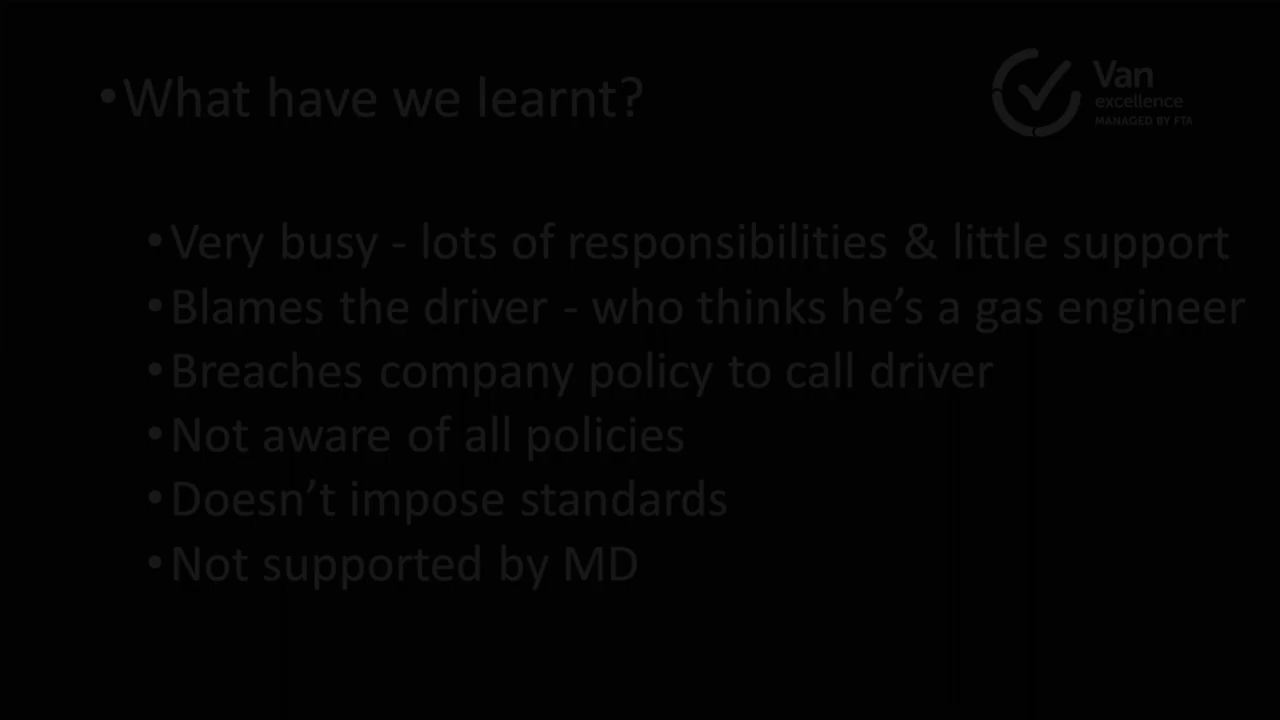 • What have we learnt?
Van
excellence
MANAGED BY FTA
• Very busy - lots of responsibilities & little support
• Blames the driver - who thinks he’s a gas engineer
• Breaches company policy to call driver
• Not aware of all policies
• Doesn’t impose standards
• Not supported by MD